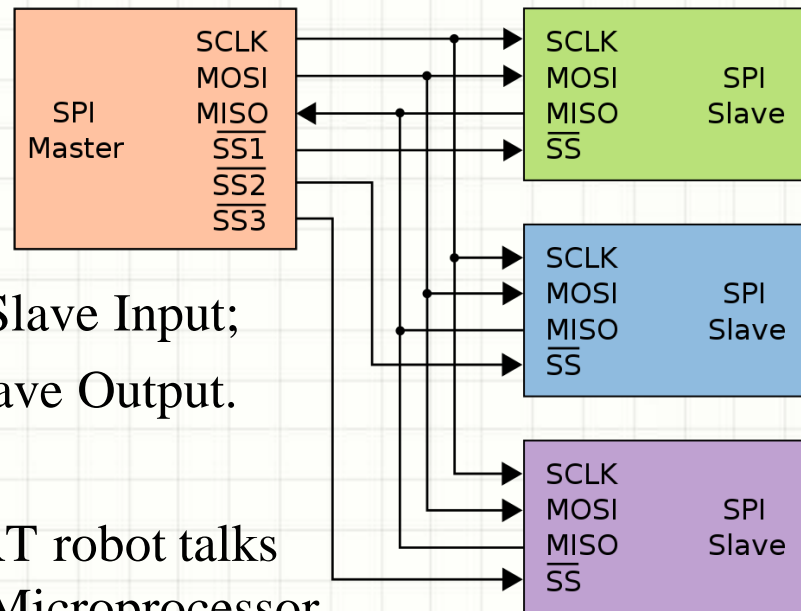 SCLK
MOSI
MISO
SS1
SS2
SS3
SPI
Master
SCLK
MOSI
MISO
SS
SPI
Slave
SCLK
MOSI
MISO
SS
SPI
Slave
SCLK
MOSI
MISO
SS
SPI
Slave
Slave Input;
ave Output.
T robot talks
Microprocessor